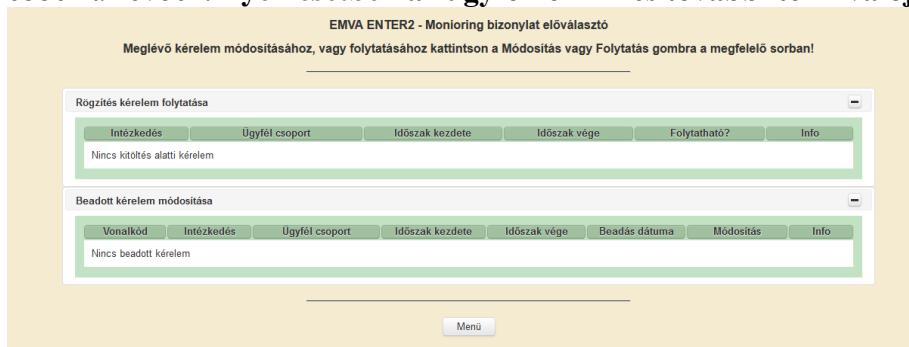 EMVA ENTER2 - Monioring bizonylat előválasztó
Meglévő kérelem módosításához, vagy folytatásához kattintson a Módosítás vagy Folytatás gombra a megfelelő sorban!
Rögzítés kérelem folytatása
Intézkedés Ügyfél csoport Időszak kezdete Időszak vége Folytatható? Info
Nincs kitöltés alatti kérelem
Beadott kérelem módosítása
Vonalkód Intézkedés Ügyfél csoport Időszak kezdete Időszak vége Beadás dátuma Módosítás Info
Nincs beadott kérelem
Menü